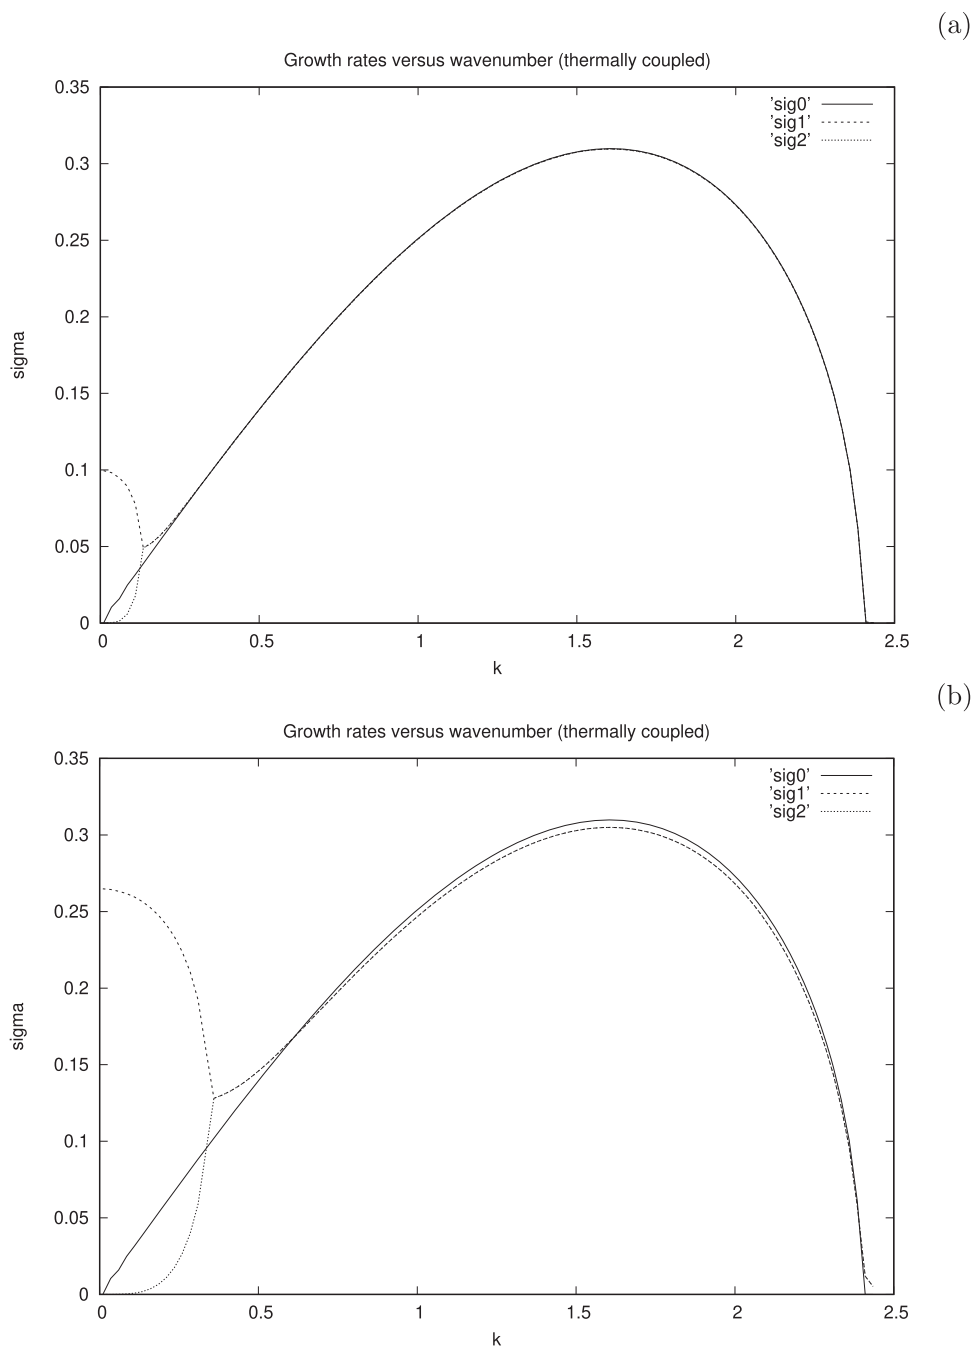 (a)
Growth rates versus wavenumber (thermally coupled)
0.35
'sig0'
'sig1'
'sig2'
0.3
0.25
0.2
sigma
0.15
0.1
0.05
0
0 0.5 1 1.5 2 2.5
k
(b)
Growth rates versus wavenumber (thermally coupled)
0.35
'sig0'
'sig1'
'sig2'
0.3
0.25
0.2
sigma
0.15
0.1
0.05
0
0 0.5 1 1.5 2 2.5
k